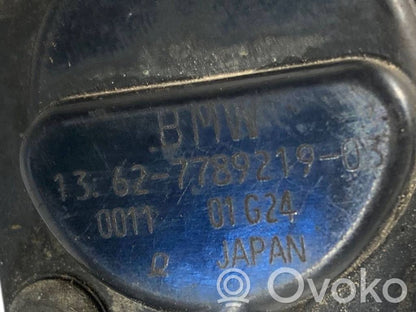 BMW
13.62-7789219-03
0011 01G24
D JAPAN
Ovoko